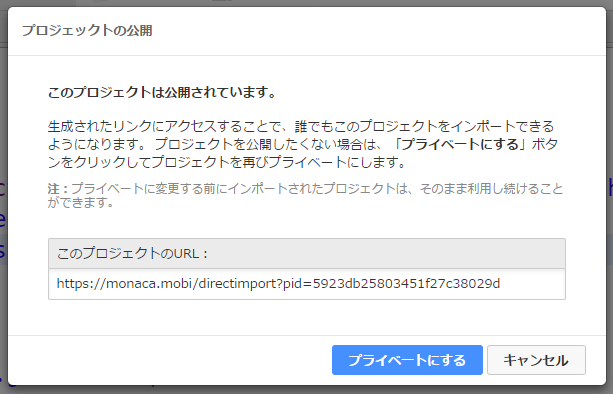 プロジェックトの公開
このプロジェクトは公開されています。
生成されたリンクにアクセスすることで、誰でもこのプロジェクトをインポートできる
ようになります。 プロジェクトを公開したくない場合は、「プライベートにする」ボタ
ンをクリックしてプロジェクトを再びプライベートにします。
注：プライベートに変更する前にインポートされたプロジェクトは、そのまま利用し続けること
ができます。
このプロジェクトのURL：
https://monaca.mobi/directimport?pid=5923db25803451f27c38029d
プライベートにする
キャンセル